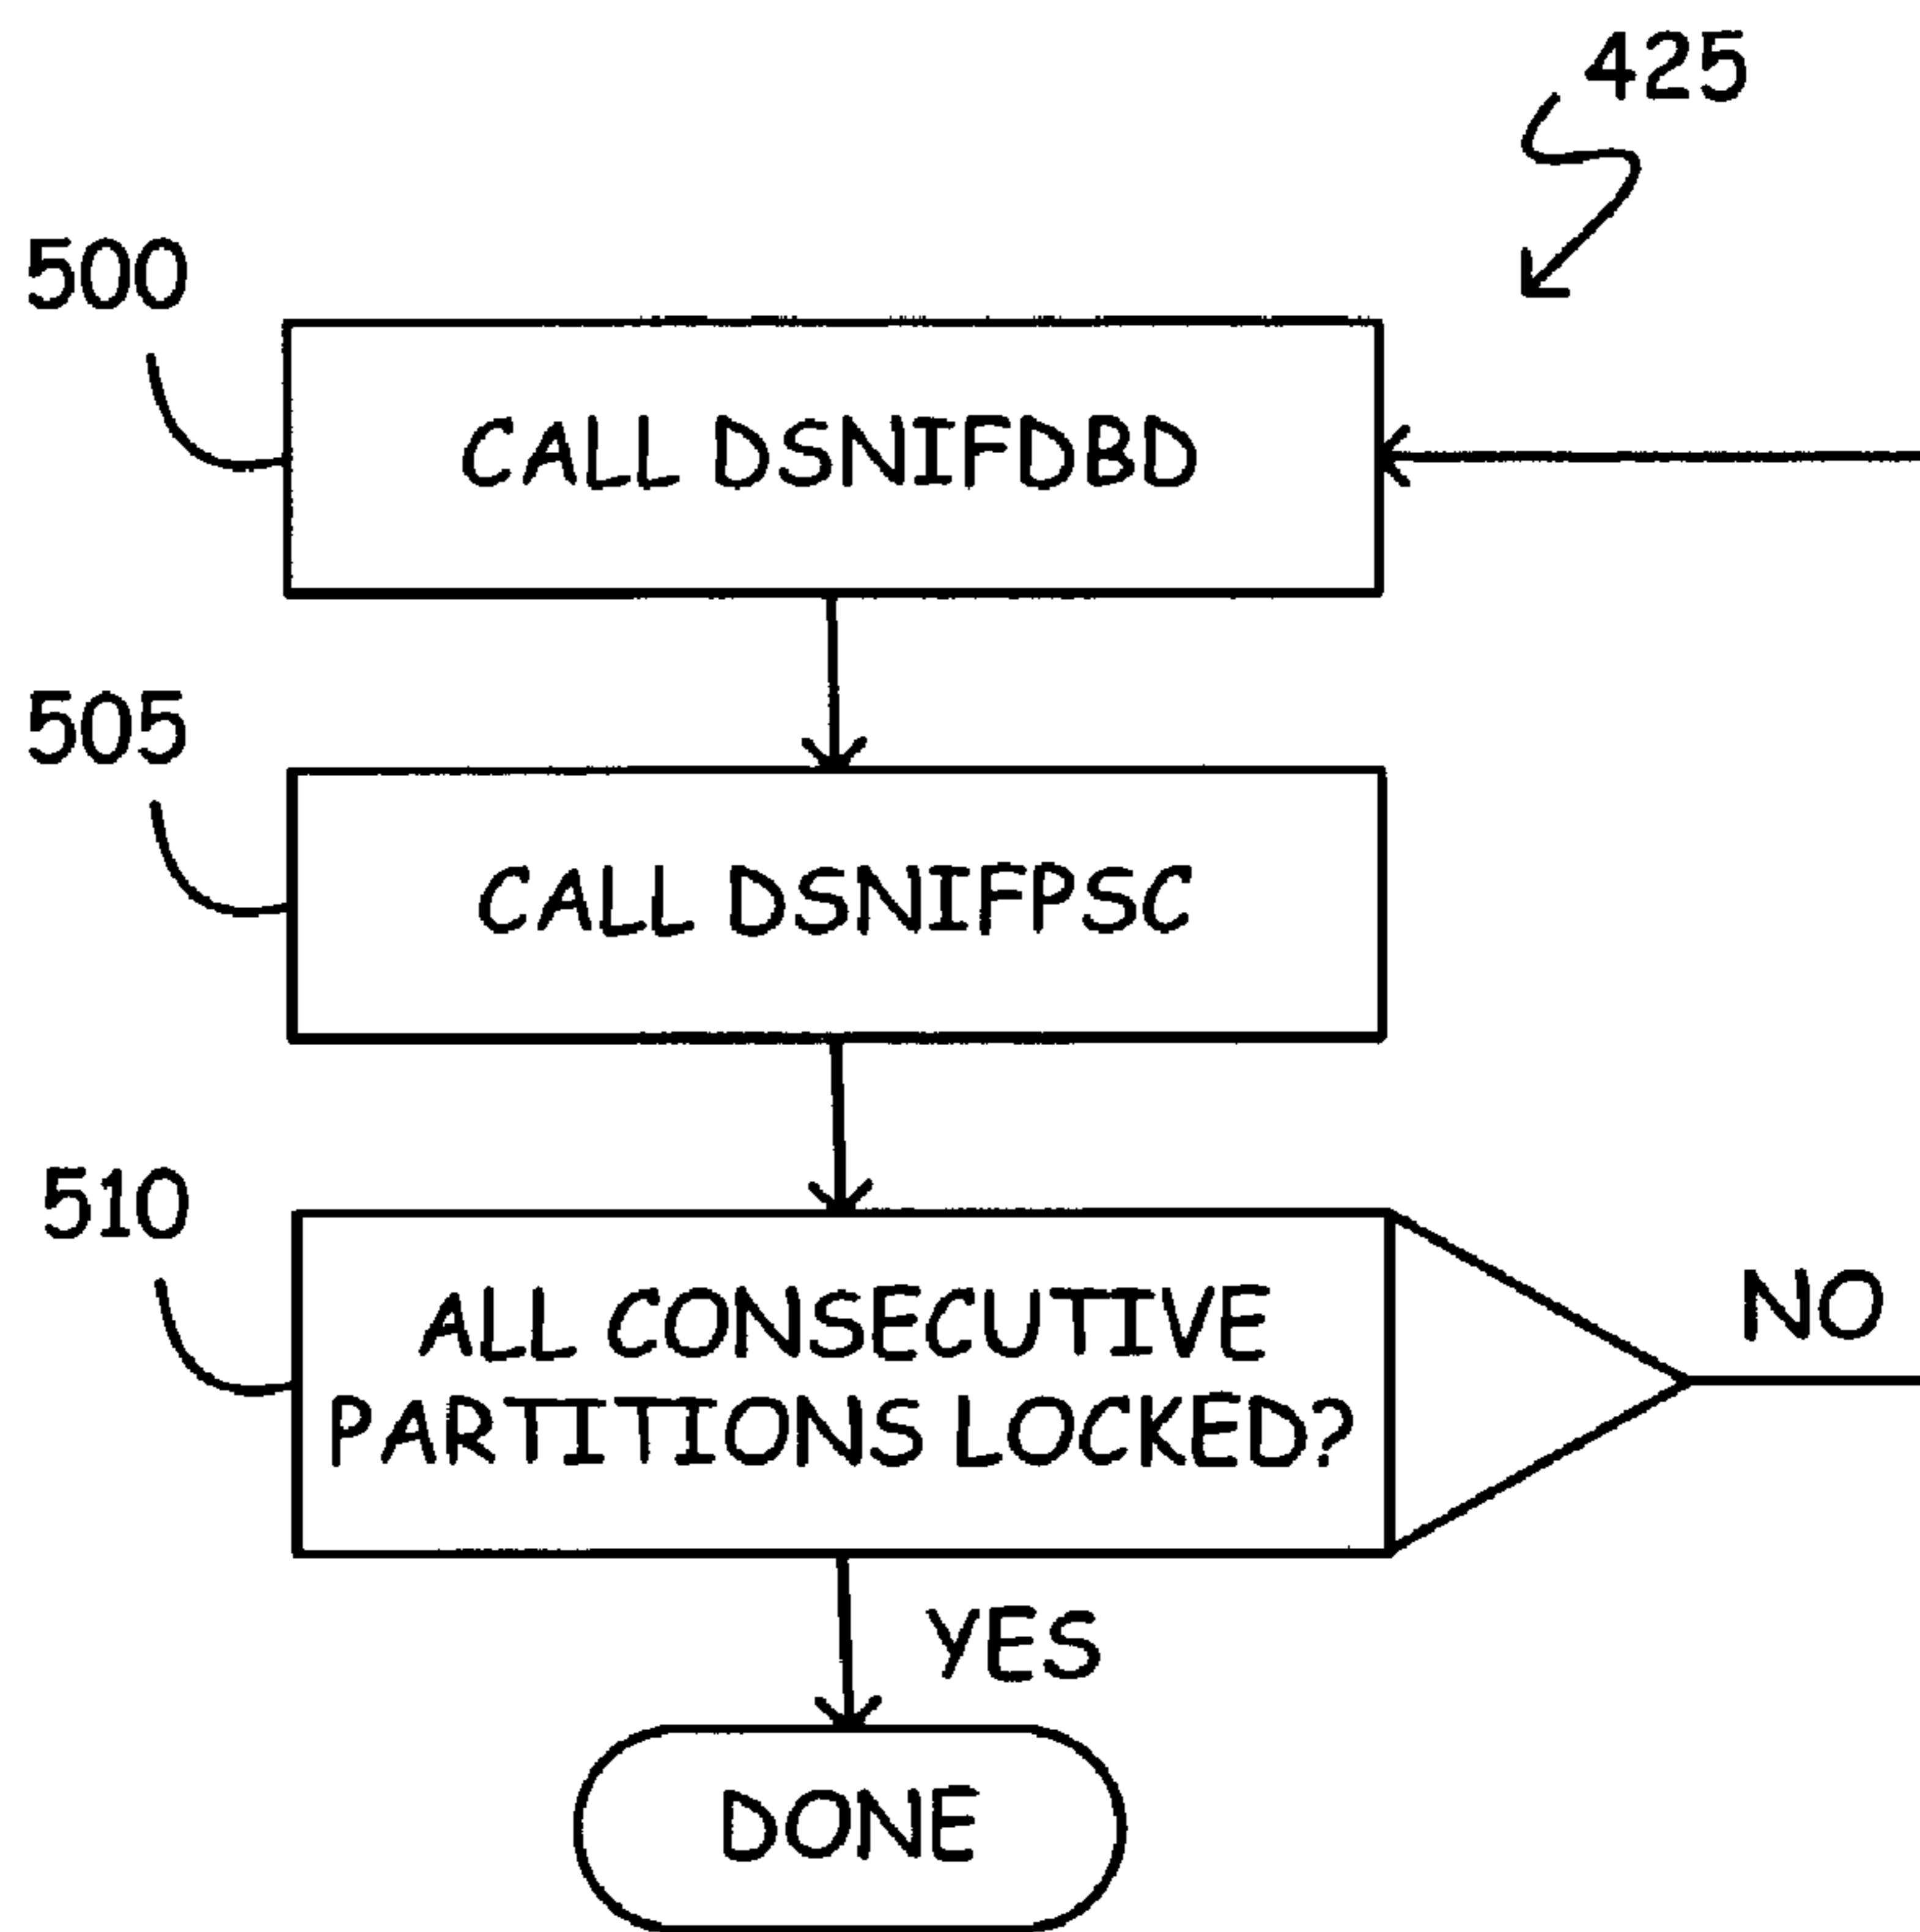 425
500
CALL DSNIFDBD
505
CALL DSNIFPSC
510
ALL CONSECUTIVE
PARTITIONS LOCKED?
NO
YES
DONE